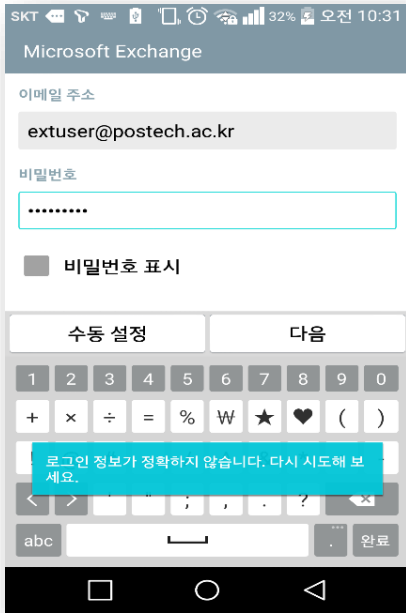 SKT 32% 오전 10:31
Microsoft Exchange
이메일 주소
extuser@postech.ac.kr
비밀번호
•••••••••
비밀번호 표시
수동 설정 다음
1 2 3 4 5 6 7 8 9 0
+ × ÷ = % ₩ ★ ♥ ( )
로그인 정보가 정확하지 않습니다. 다시 시도해 보
세요.
< > ' " ; , . ?
abc . 완료